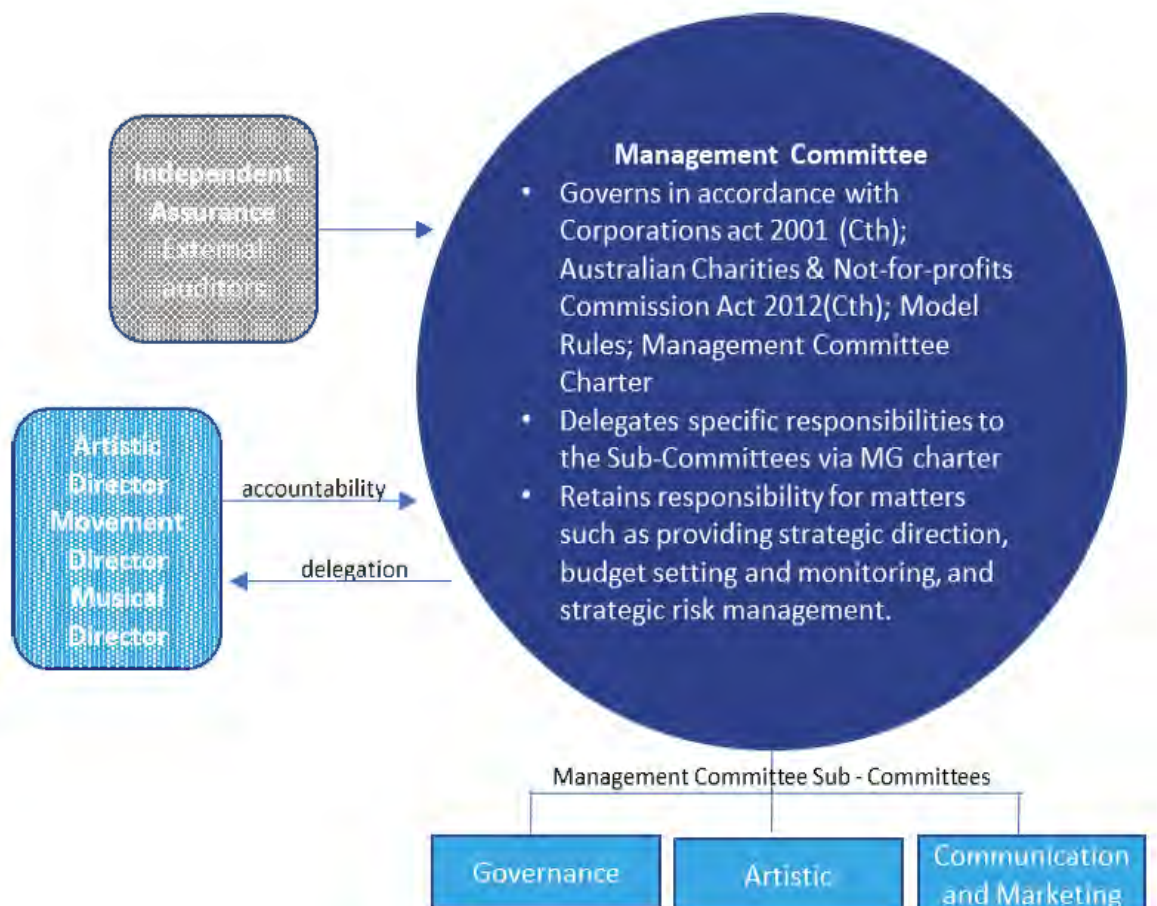 Independent
Assurance
External
auditors
Management Committee
• Governs in accordance with
Corporations act 2001 (Cth);
Australian Charities & Not-for-profits
Commission Act 2012(Cth); Model
Rules; Management Committee
Charter
• Delegates specific responsibilities to
the Sub-Committees via MG charter
• Retains responsibility for matters
such as providing strategic direction,
budget setting and monitoring, and
strategic risk management.
Artistic
Director
Movement
Director
Musical
Director
accountability
delegation
Management Committee Sub - Committees
Governance
Artistic
Communication
and Marketing